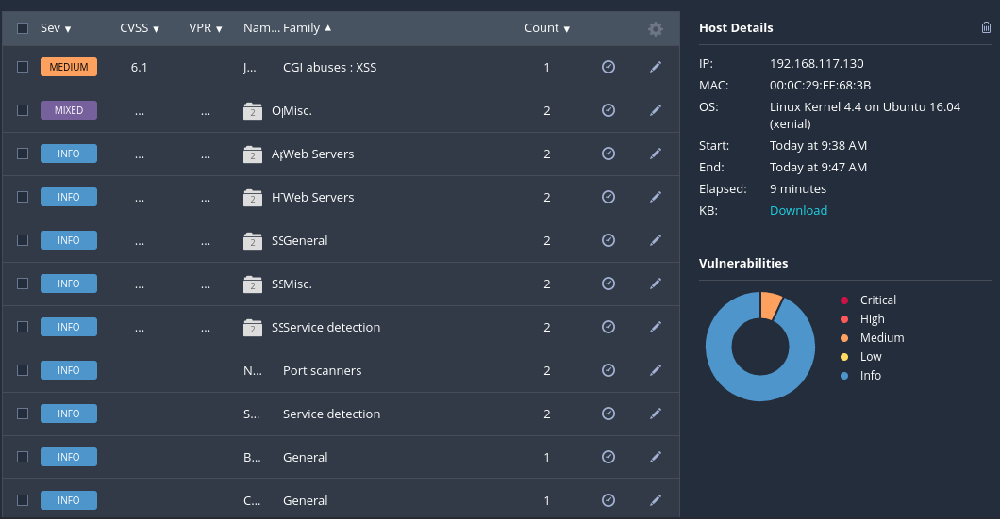 Sev CVSS VPR Nam... Family Count
MEDIUM 6.1 J... CGI abuses : XSS 1
MIXED ... ... 2 Misc. 2
INFO ... ... 2 Web Servers 2
INFO ... ... 2 Web Servers 2
INFO ... ... 2 General 2
INFO ... ... 2 Misc. 2
INFO ... ... 2 Service detection 2
INFO N... Port scanners 2
INFO S... Service detection 2
INFO B... General 1
INFO C... General 1
Host Details
IP: 192.168.117.130
MAC: 00:0C:29:FE:68:3B
OS: Linux Kernel 4.4 on Ubuntu 16.04
(xenial)
Start: Today at 9:38 AM
End: Today at 9:47 AM
Elapsed: 9 minutes
KB: Download
Vulnerabilities
Critical
High
Medium
Low
Info